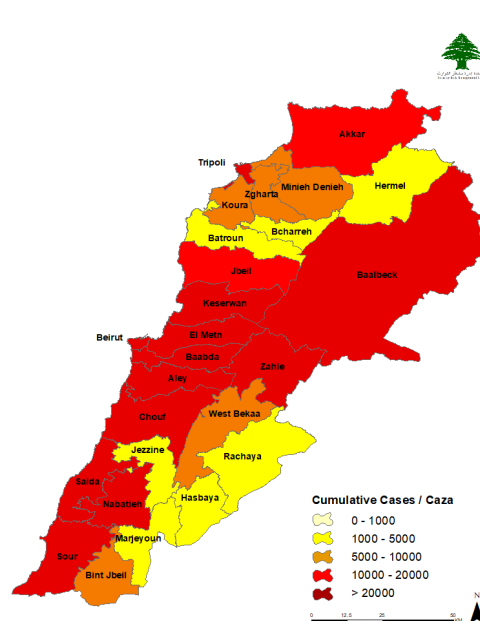 Akkar
Tripoli
Hermel
Minieh Denieh
Zgharta
Koura
Bcharreh
Batroun
Jbeil
Baalbeck
Keserwan
El Metn
Beirut
Baabda
Zahle
Aley
West Bekaa
Chouf
Jezzine
Rachaya
Saida
Hasbaya
Nabatieh
Marjeyoun
Sour
Bint Jbeil
Cumulative Cases / Caza
0 - 1000
1000 - 5000
5000 - 10000
10000 - 20000
> 20000
N
0 12.5 25 50
KM